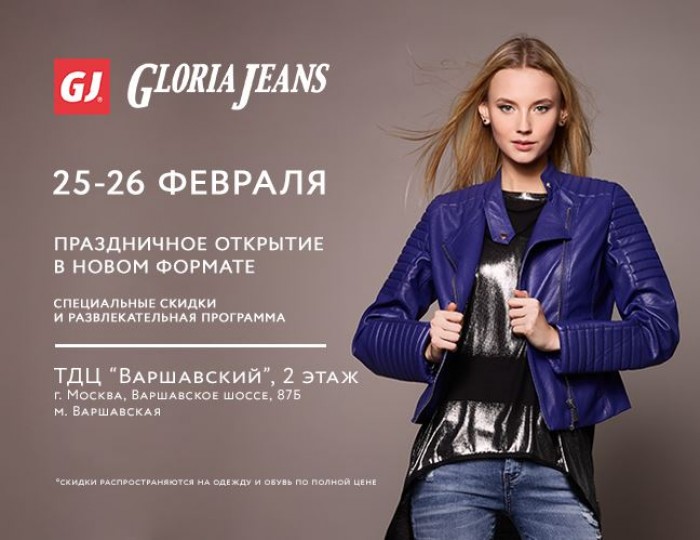 GJ® GLORIA JEANS
25-26 ФЕВРАЛЯ
ПРАЗДНИЧНОЕ ОТКРЫТИЕ
В НОВОМ ФОРМАТЕ
СПЕЦИАЛЬНЫЕ СКИДКИ
И РАЗВЛЕКАТЕЛЬНАЯ ПРОГРАММА
ТДЦ "ВАРШАВСКИЙ", 2 ЭТАЖ
Г. МОСКВА, ВАРШАВСКОЕ ШОССЕ, 87Б
М. ВАРШАВСКАЯ
*СКИДКИ РАСПРОСТРАНЯЮТСЯ НА ОДЕЖДУ И ОБУВЬ ПО ПОЛНОЙ ЦЕНЕ